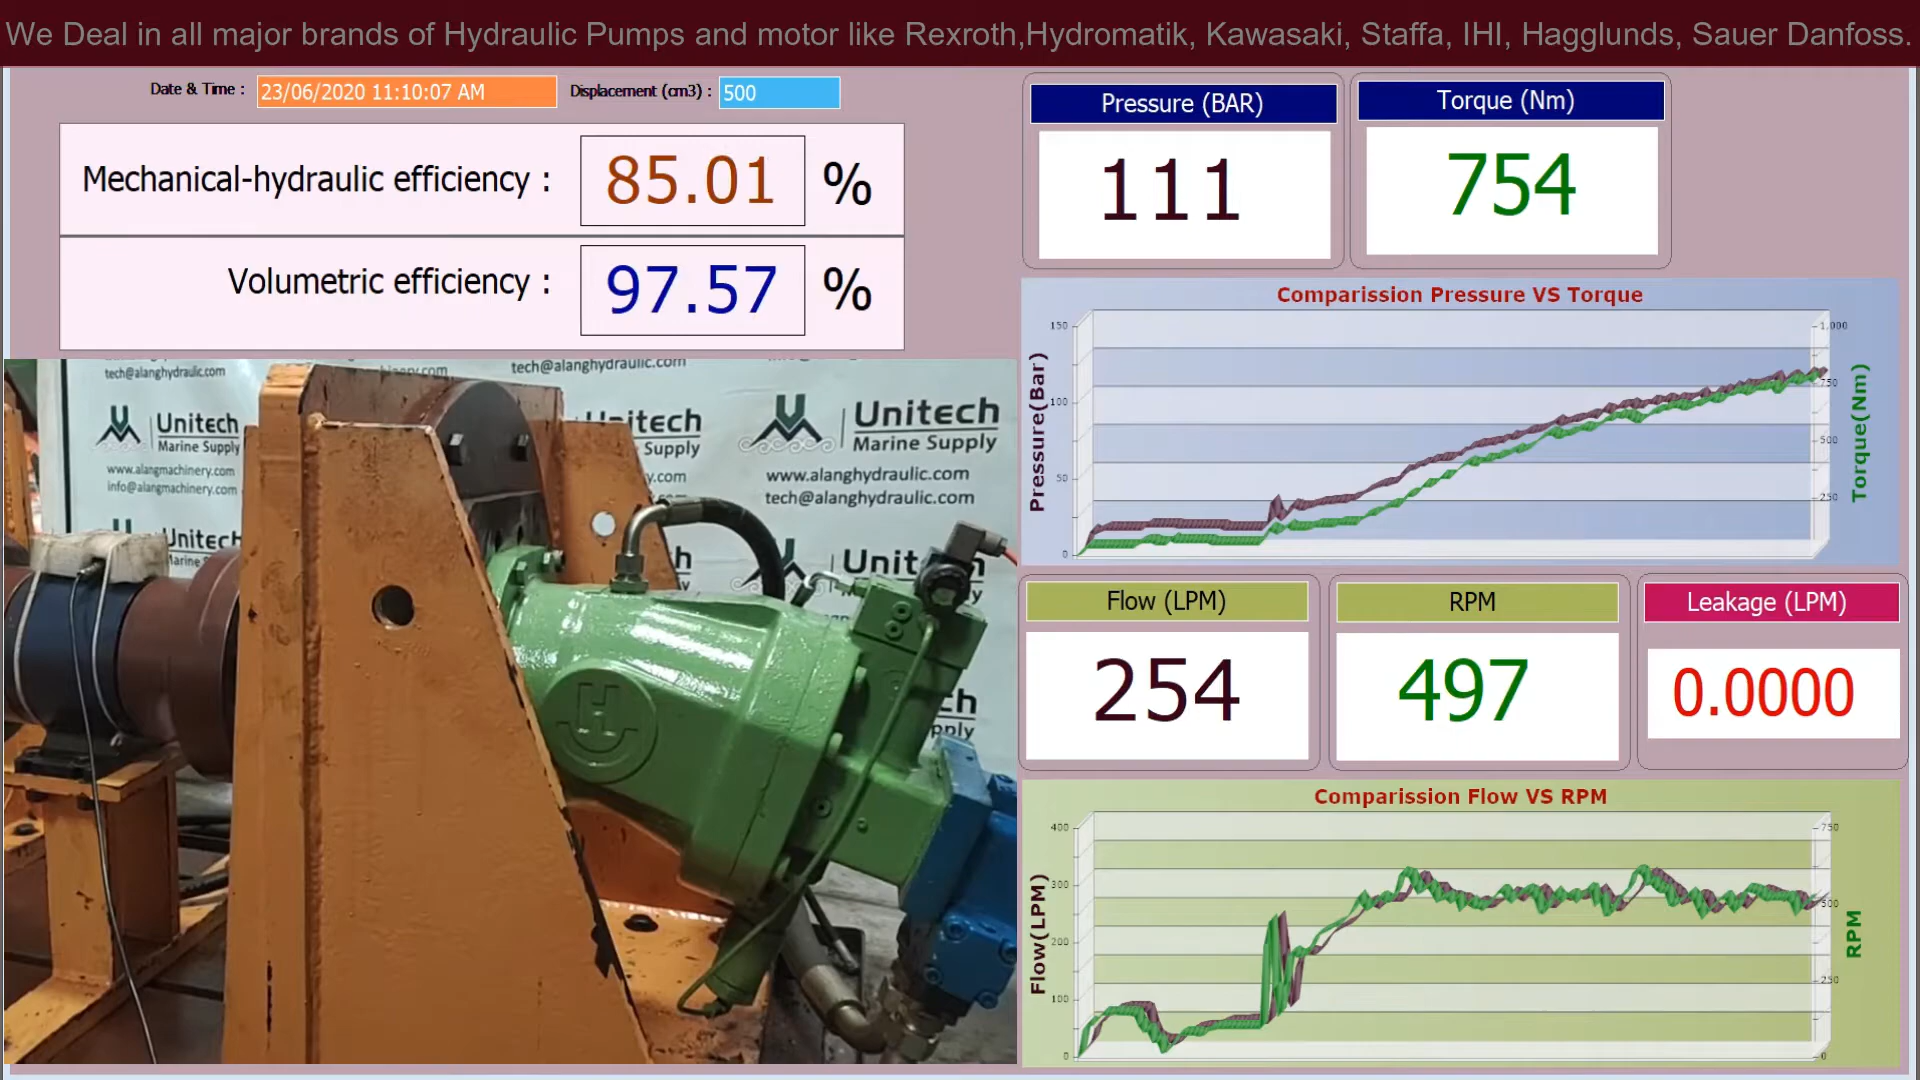 We Deal in all major brands of Hydraulic Pumps and motor like Rexroth,Hydromatik, Kawasaki, Staffa, IHI, Hagglunds, Sauer Danfoss.
Date & Time : 23/06/2020 11:10:07 AM Displacement (cm3) : 500
Mechanical-hydraulic efficiency : 85.01 %
Volumetric efficiency : 97.57 %
Pressure (BAR)
111
Torque (Nm)
754
Comparission Pressure VS Torque
Pressure(Bar)
150
100
50
0
1,000
750
500
250
Torque(Nm)
Flow (LPM)
254
RPM
497
Leakage (LPM)
0.0000
Comparission Flow VS RPM
Flow(LPM)
400
300
200
100
0
750
500
250
0
RPM
tech@alanghydraulic.com
tech@alanghydraulic.com
Unitech
Marine Supply
www.alangmachinery.com
info@alangmachinery.com
Supply
Unitech
Marine Supply
www.alanghydraulic.com
tech@alanghydraulic.com
H